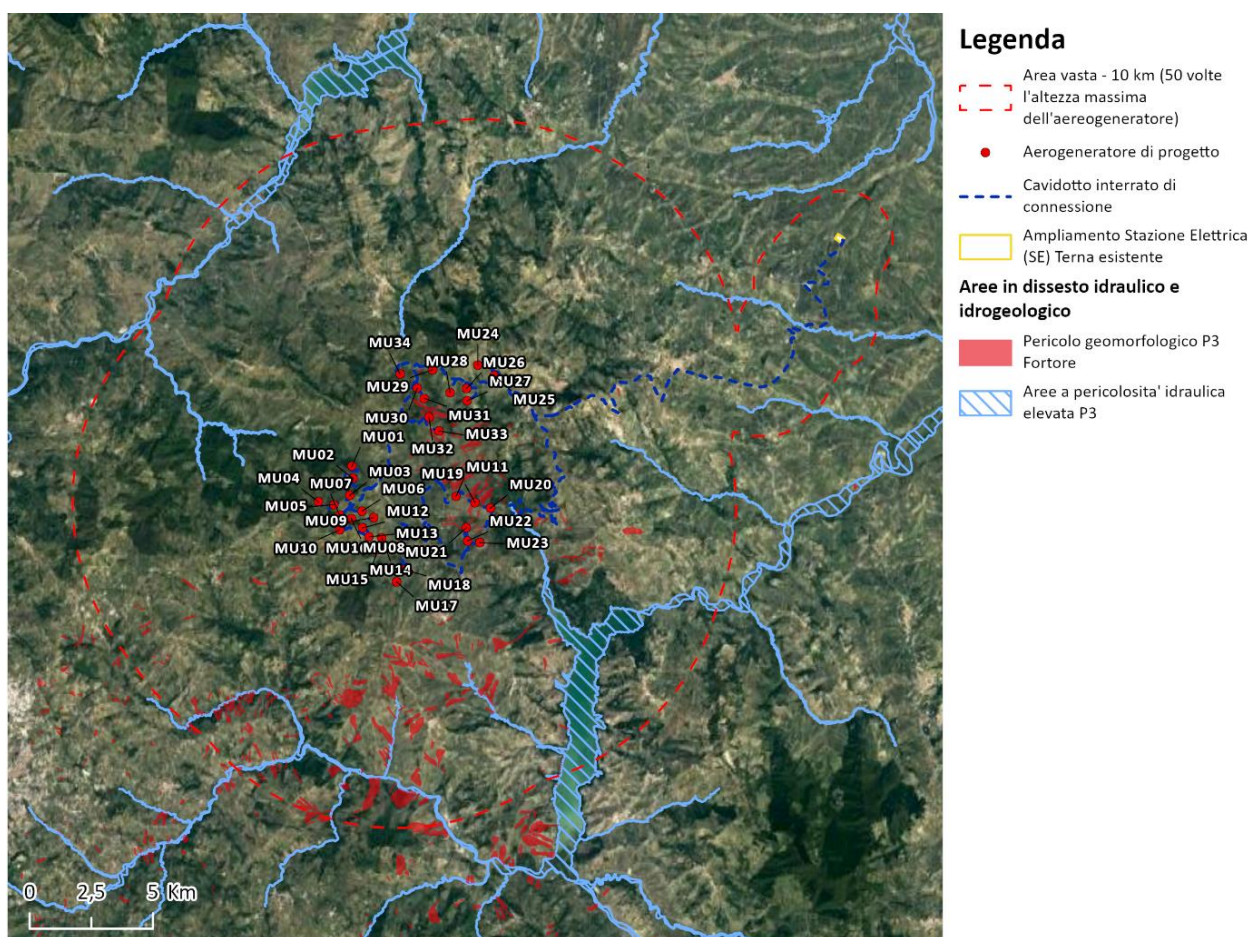 Legenda
Area vasta - 10 km (50 volte
l'altezza massima
dell'aereogeneratore)
Aerogeneratore di progetto
Cavidotto interrato di
connessione
Ampliamento Stazione Elettrica
(SE) Terna esistente
Aree in dissesto idraulico e
idrogeologico
Pericolo geomorfologico P3
Fortore
Aree a pericolosita' idraulica
elevata P3
MU24
MU34
MU28
MU26
MU29
MU27
MU25
MU30
MU31
MU33
MU01
MU32
MU02
MU03
MU19
MU11
MU04
MU07
MU06
MU20
MU05
MU12
MU09
MU22
MU13
MU10
MU08
MU21
MU23
MU14
MU15
MU18
MU17
0 2,5 5 Km